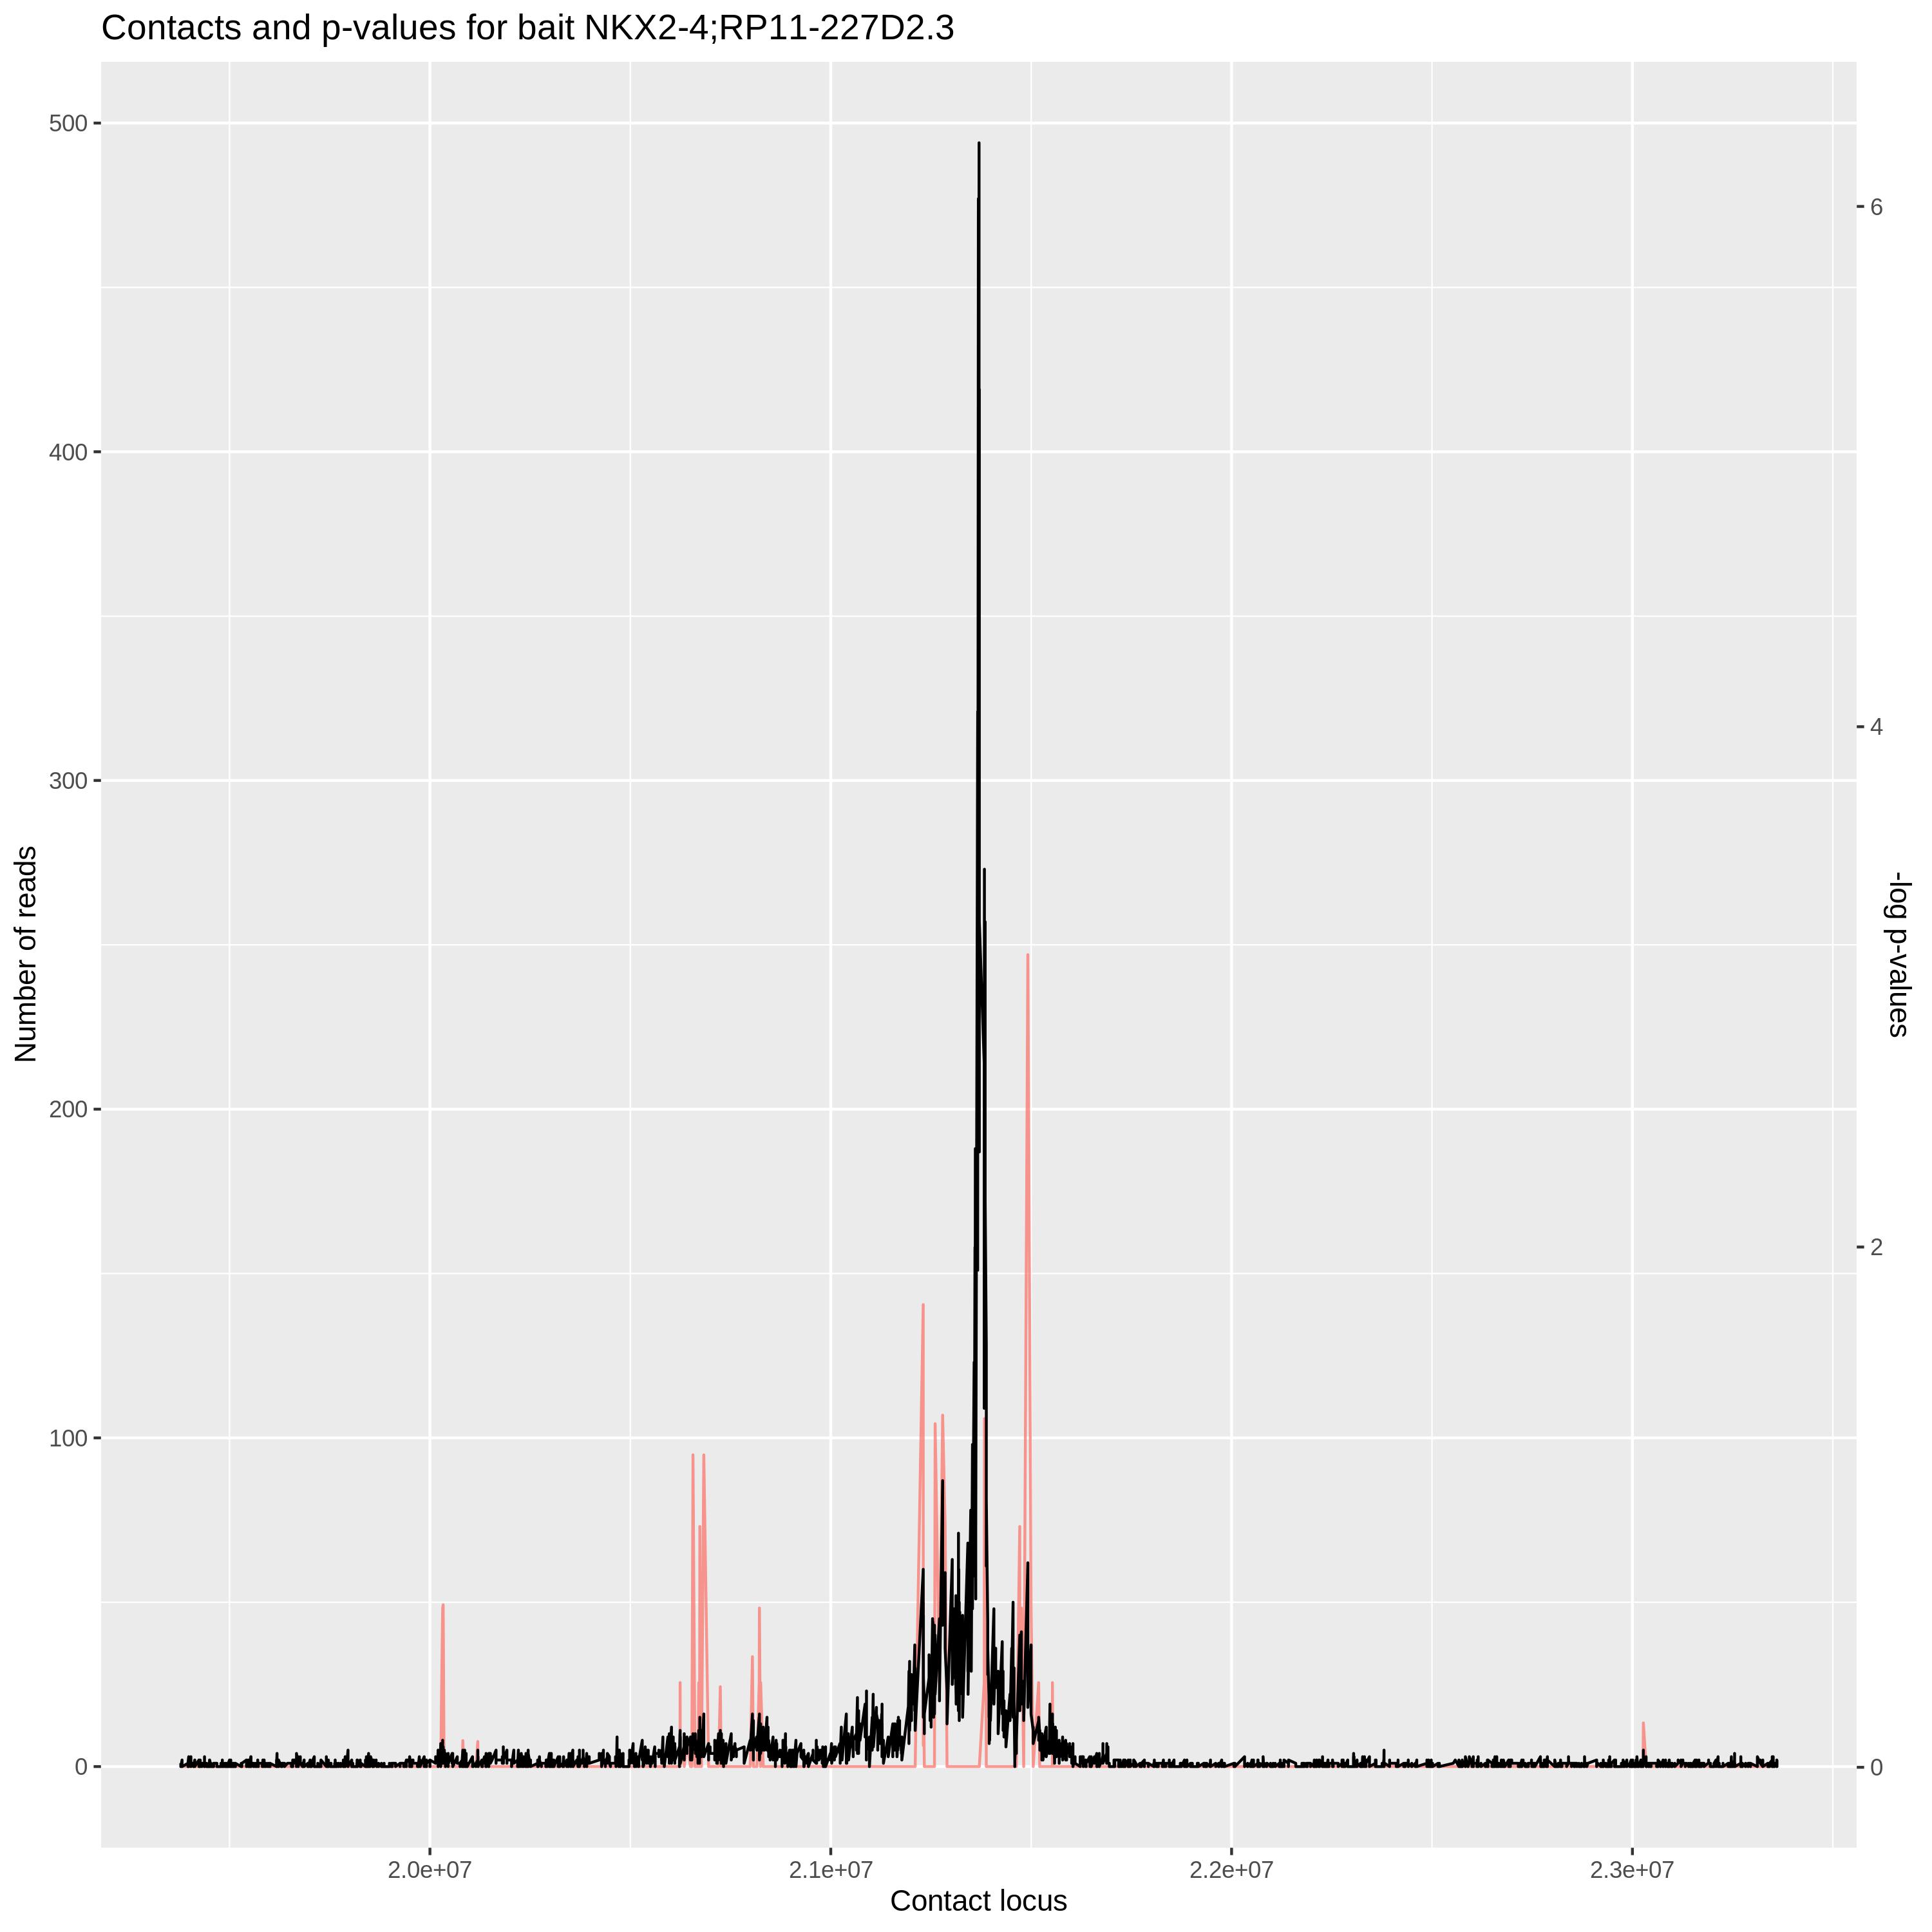 Contacts and p-values for bait NKX2-4;RP11-227D2.3
500
400
300
200
100
0
Number of reads
6
4
2
0
-log p-values
2.0e+07
2.1e+07
2.2e+07
2.3e+07
Contact locus